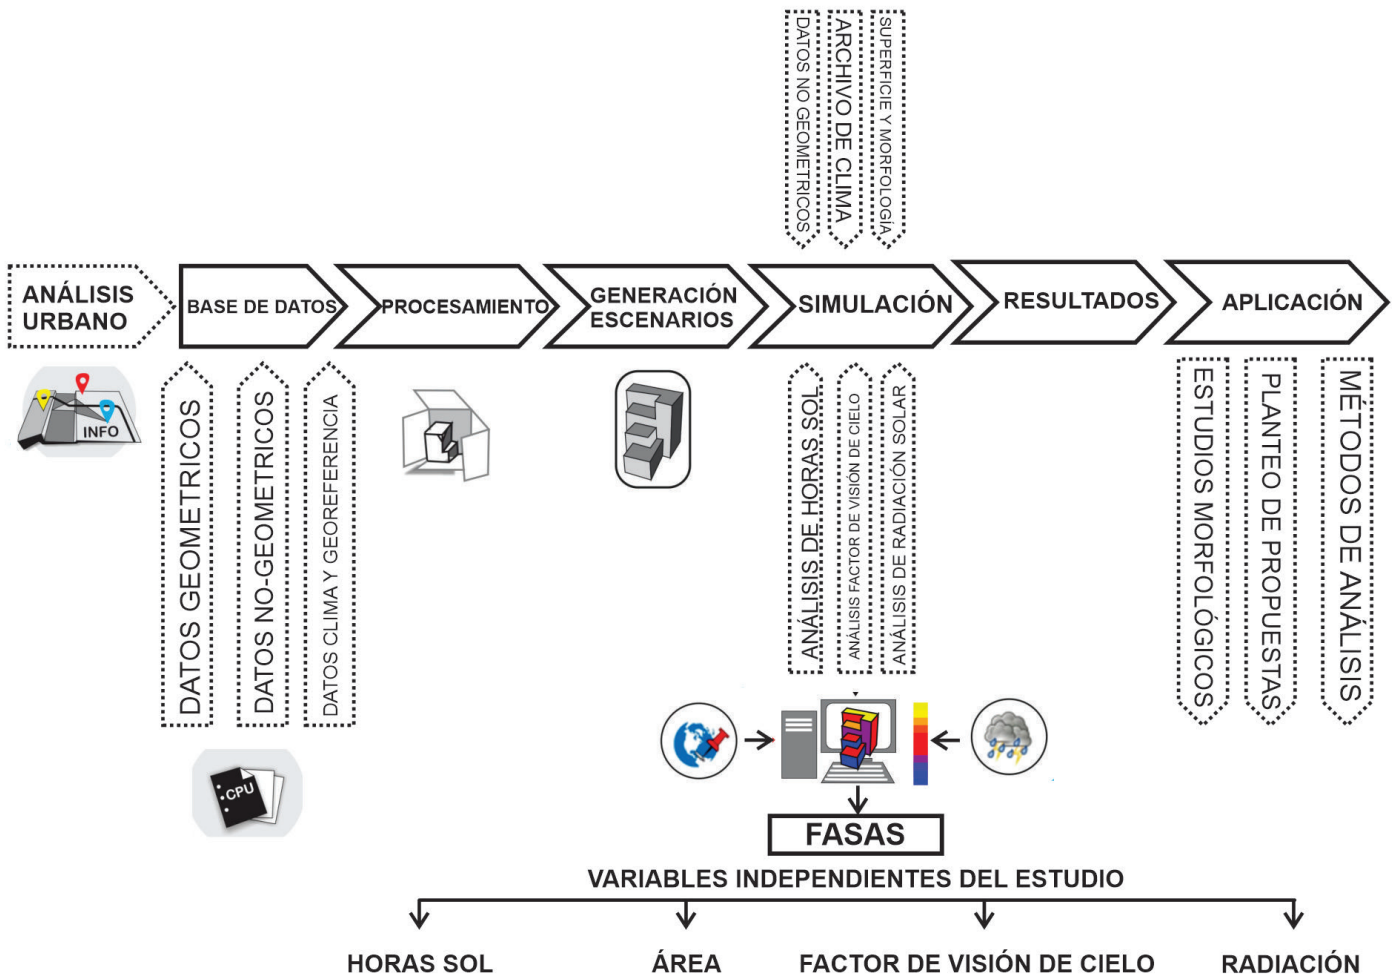 DATOS NO GEOMETRICOS
ARCHIVO DE CLIMA
SUPERFICIE Y MORFOLOGÍA
ANÁLISIS
URBANO
BASE DE DATOS
PROCESAMIENTO
GENERACIÓN
ESCENARIOS
SIMULACIÓN
RESULTADOS
APLICACIÓN
INFO
DATOS GEOMETRICOS
DATOS NO-GEOMETRICOS
DATOS CLIMA Y GEOREFERENCIA
ANÁLISIS DE HORAS SOL
ANÁLISIS FACTOR DE VISIÓN DE CIELO
ANÁLISIS DE RADIACIÓN SOLAR
ESTUDIOS MORFOLÓGICOS
PLANTEO DE PROPUESTAS
MÉTODOS DE ANÁLISIS
CPU
FASAS
VARIABLES INDEPENDIENTES DEL ESTUDIO
HORAS SOL
ÁREA
FACTOR DE VISIÓN DE CIELO
RADIACIÓN